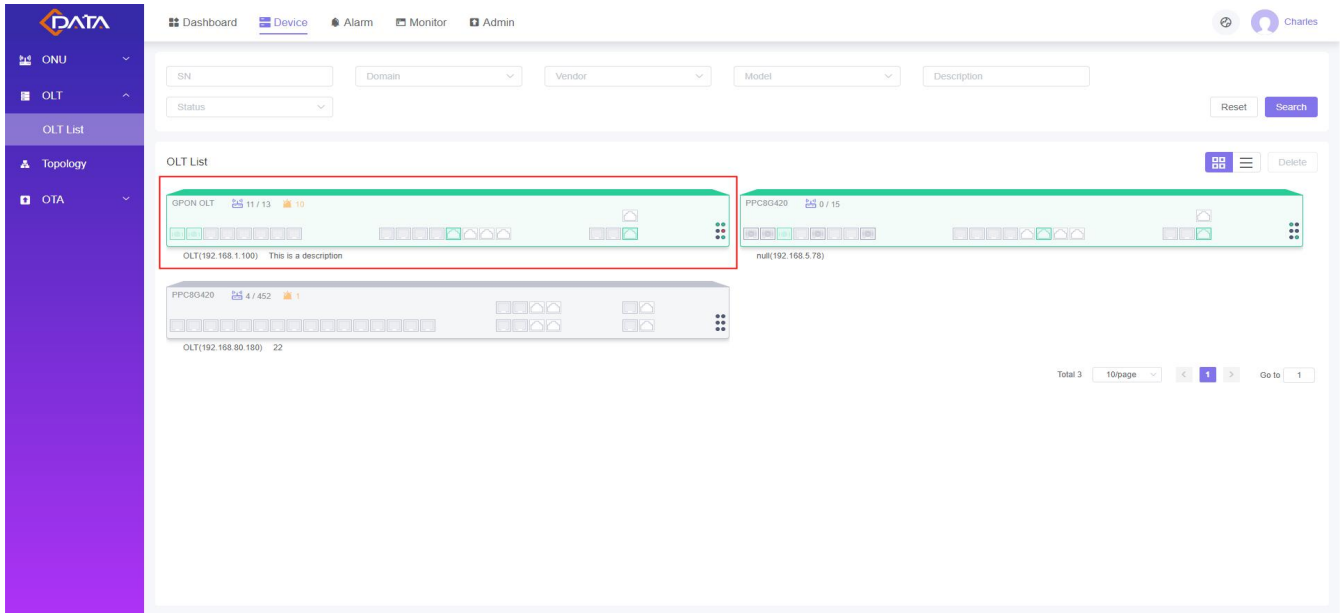 CDATA
Dashboard Device Alarm Monitor Admin Charles
ONU
OLT
OLT List
Topology
OTA
SN Domain Vendor Model Description
Status Reset Search
OLT List Delete
GPON OLT 11 / 13 10
OLT(192.168.1.100) This is a description
PPC8G420 0 / 15
null(192.168.5.78)
PPC8G420 4 / 452 1
OLT(192.168.80.180) 22
Total 3 10/page < 1 > Go to 1